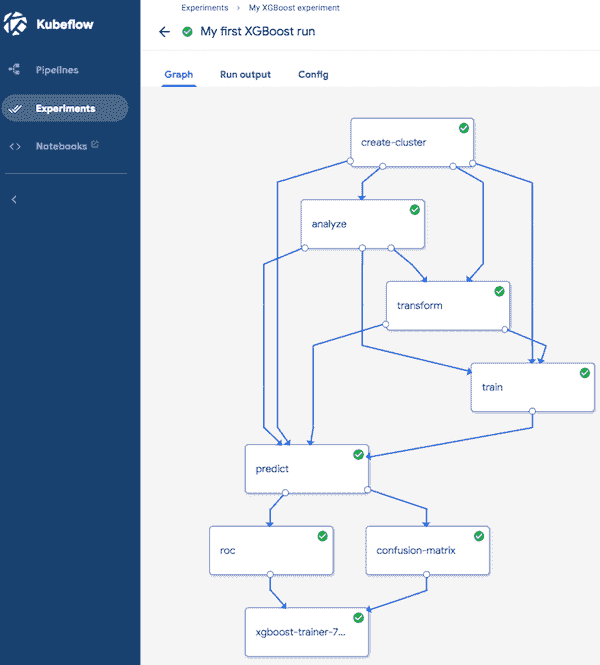 Kubeflow
Experiments › My XGBoost experiment
My first XGBoost run
Graph Run output Config
Pipelines
Experiments
Notebooks
create-cluster
analyze
transform
train
predict
roc
confusion-matrix
xgboost-trainer-7...